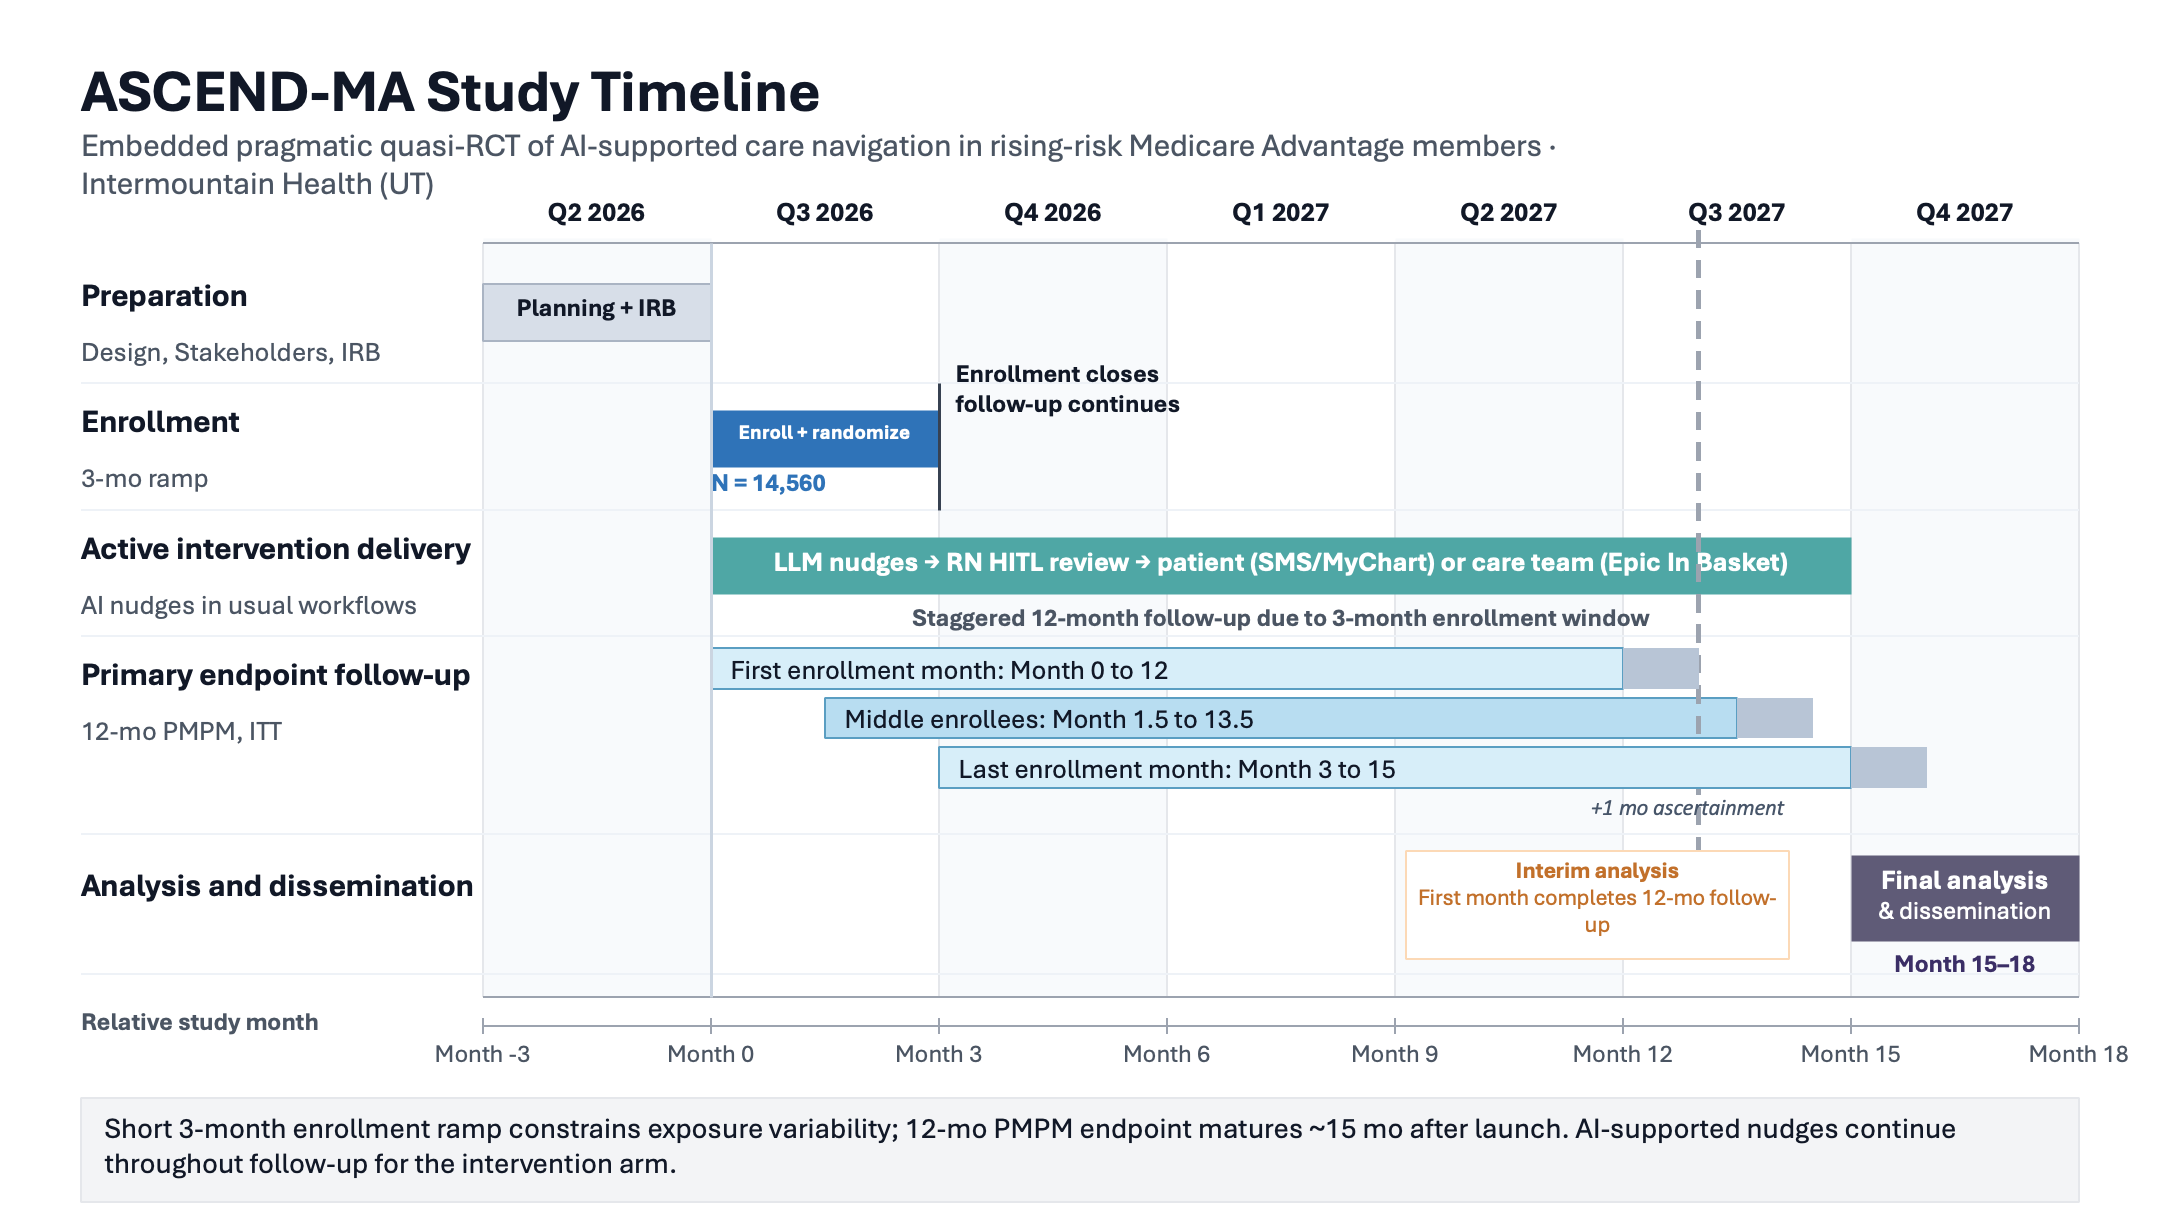 ASCEND-MA Study Timeline
Embedded pragmatic quasi-RCT of AI-supported care navigation in rising-risk Medicare Advantage members ·
Intermountain Health (UT)
Q2 2026 Q3 2026 Q4 2026 Q1 2027 Q2 2027 Q3 2027 Q4 2027
Preparation
Planning + IRB
Design, Stakeholders, IRB
Enrollment closes
follow-up continues
Enrollment
Enroll + randomize
3-mo ramp
N = 14,560
Active intervention delivery
LLM nudges → RN HITL review → patient (SMS/MyChart) or care team (Epic In Basket)
AI nudges in usual workflows
Staggered 12-month follow-up due to 3-month enrollment window
Primary endpoint follow-up
First enrollment month: Month 0 to 12
12-mo PMPM, ITT
Middle enrollees: Month 1.5 to 13.5
Last enrollment month: Month 3 to 15
+1 mo ascertainment
Analysis and dissemination
Interim analysis
First month completes 12-mo follow-
up
Final analysis
& dissemination
Month 15–18
Relative study month
Month -3 Month 0 Month 3 Month 6 Month 9 Month 12 Month 15 Month 18
Short 3-month enrollment ramp constrains exposure variability; 12-mo PMPM endpoint matures ~15 mo after launch. AI-supported nudges continue
throughout follow-up for the intervention arm.